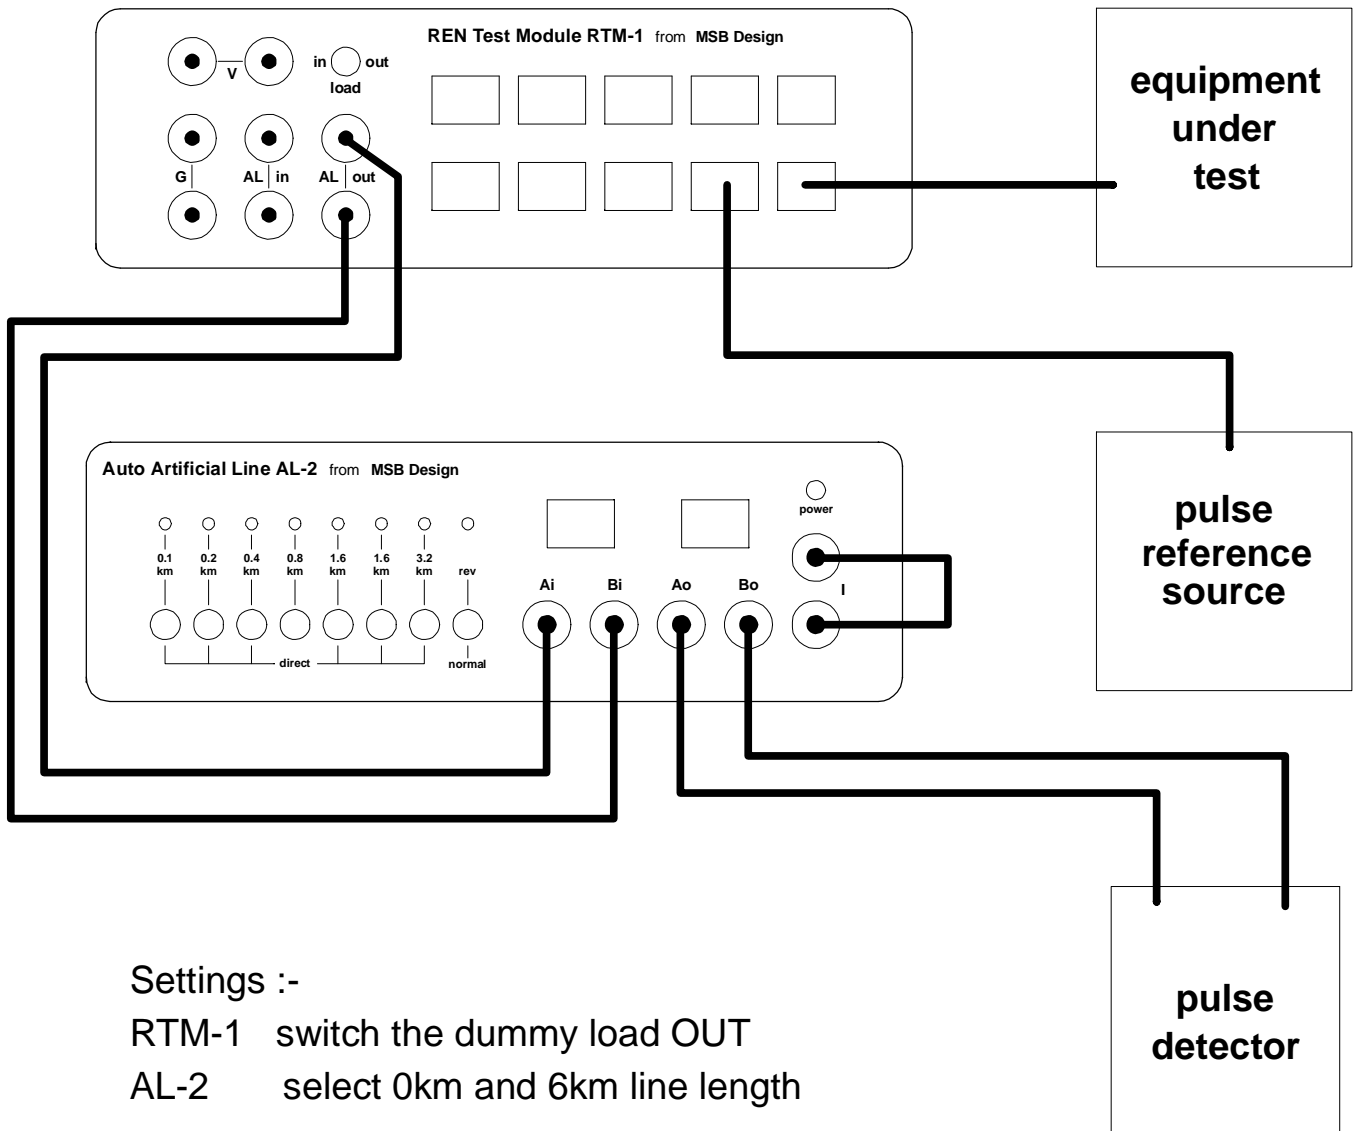 REN Test Module RTM-1 from MSB Design
in out
V
load
G AL in AL out
equipment
under
test
Auto Artificial Line AL-2 from MSB Design
power
0.1 0.2 0.4 0.8 1.6 1.6 3.2
km km km km km km km rev
Ai Bi Ao Bo I
direct normal
pulse
reference
source
pulse
detector
Settings :-
RTM-1 switch the dummy load OUT
AL-2 select 0km and 6km line length